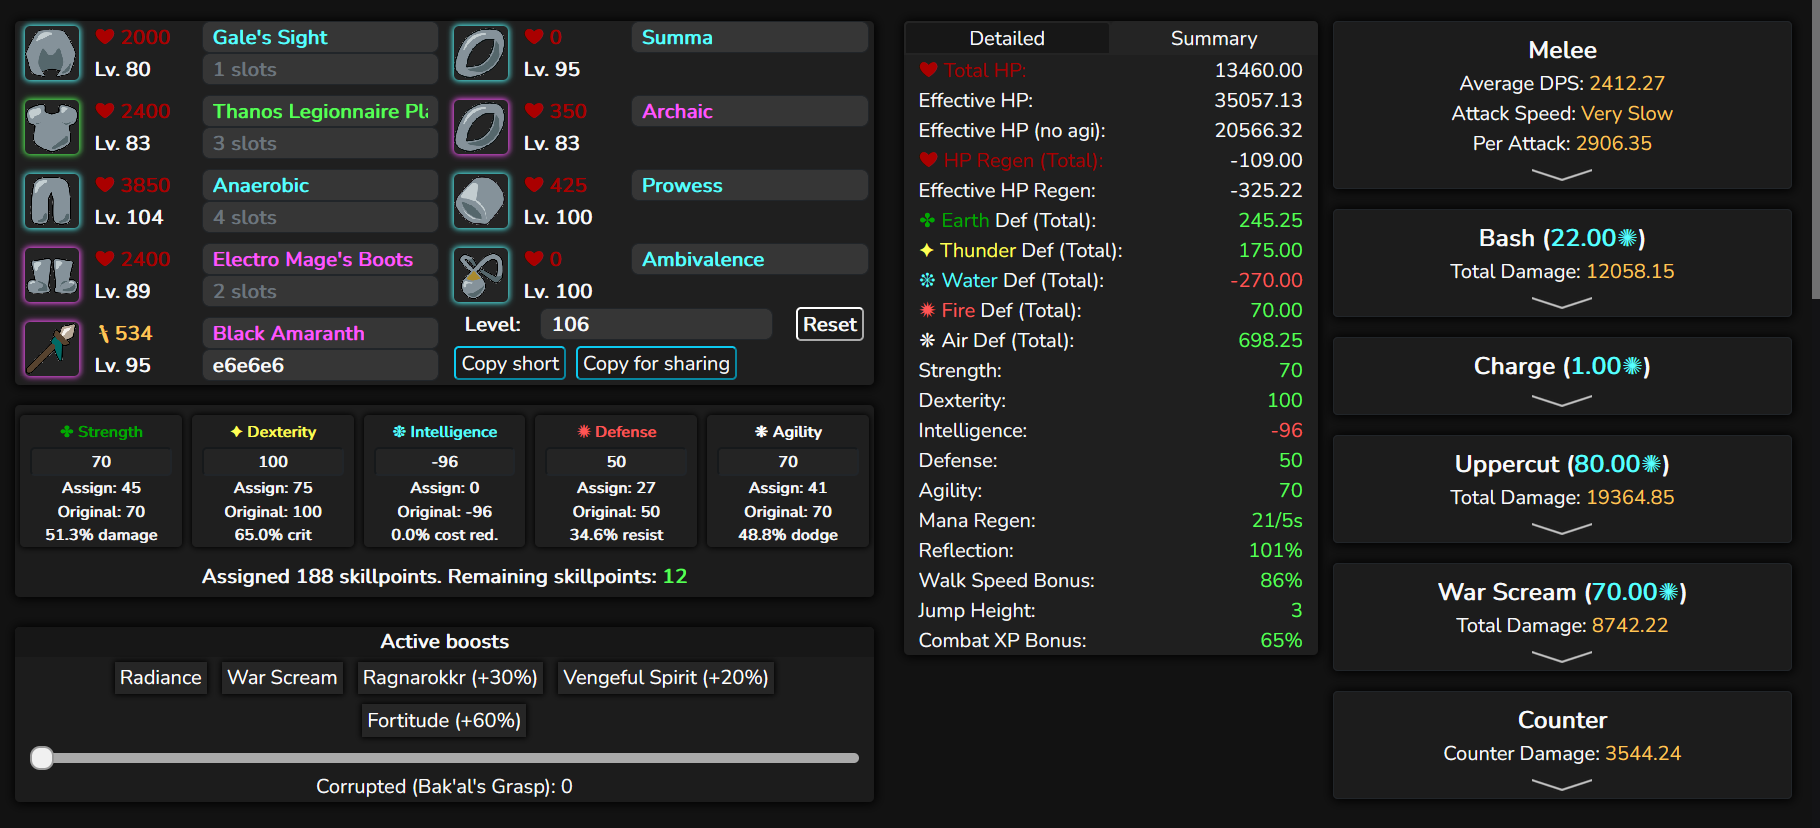 2000
Gale's Sight
Lv. 80
1 slots
2400
Thanos Legionnaire Pl
Lv. 83
3 slots
3850
Anaerobic
Lv. 104
4 slots
2400
Electro Mage's Boots
Lv. 89
2 slots
534
Black Amaranth
Lv. 95
e6e6e6
0
Summa
Lv. 95
350
Archaic
Lv. 83
425
Prowess
Lv. 100
0
Ambivalence
Lv. 100
Level: 106
Reset
Copy short
Copy for sharing
Strength
70
Assign: 45
Original: 70
51.3% damage
Dexterity
100
Assign: 75
Original: 100
65.0% crit
Intelligence
-96
Assign: 0
Original: -96
0.0% cost red.
Defense
50
Assign: 27
Original: 50
34.6% resist
Agility
70
Assign: 41
Original: 70
48.8% dodge
Assigned 188 skillpoints. Remaining skillpoints: 12
Active boosts
Radiance
War Scream
Ragnarokkr (+30%)
Vengeful Spirit (+20%)
Fortitude (+60%)
Corrupted (Bak'al's Grasp): 0
Detailed
Summary
Total HP: 13460.00
Effective HP: 35057.13
Effective HP (no agi): 20566.32
HP Regen (Total): -109.00
Effective HP Regen: -325.22
Earth Def (Total): 245.25
Thunder Def (Total): 175.00
Water Def (Total): -270.00
Fire Def (Total): 70.00
Air Def (Total): 698.25
Strength: 70
Dexterity: 100
Intelligence: -96
Defense: 50
Agility: 70
Mana Regen: 21/5s
Reflection: 101%
Walk Speed Bonus: 86%
Jump Height: 3
Combat XP Bonus: 65%
Melee
Average DPS: 2412.27
Attack Speed: Very Slow
Per Attack: 2906.35
Bash (22.00✺)
Total Damage: 12058.15
Charge (1.00✺)
Uppercut (80.00✺)
Total Damage: 19364.85
War Scream (70.00✺)
Total Damage: 8742.22
Counter
Counter Damage: 3544.24